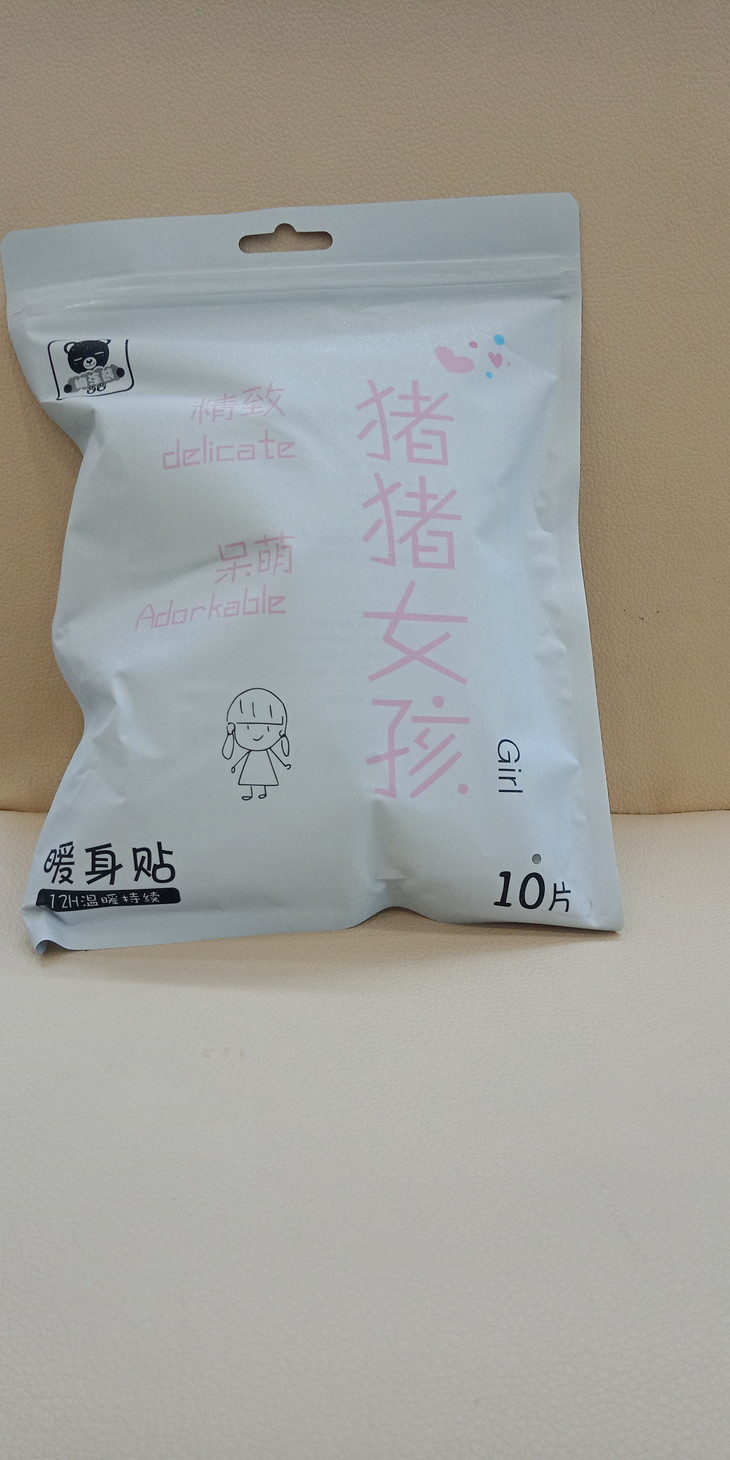 精致
delicate
呆萌
Adorkable
猪猪女孩
Girl
暖身贴
12H温暖持续
10片